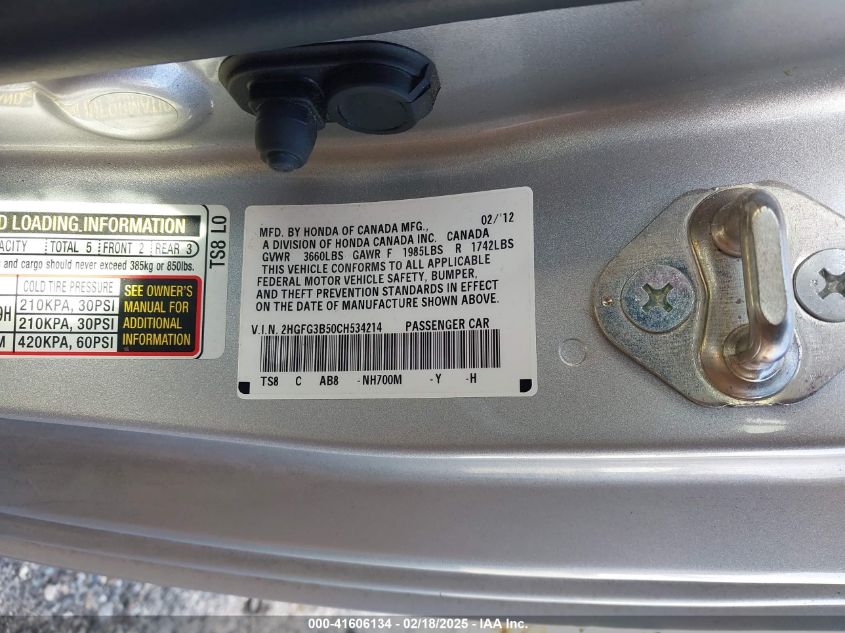 D LOADING INFORMATION
ACITY TOTAL 5 FRONT 2 REAR 3
s and cargo should never exceed 385kg or 850lbs.
COLD TIRE PRESSURE
210KPA, 30PSI
9H 210KPA, 30PSI
M 420KPA, 60PSI
SEE OWNER'S
MANUAL FOR
ADDITIONAL
INFORMATION
TS8 L0
MFD. BY HONDA OF CANADA MFG., 02/'12
A DIVISION OF HONDA CANADA INC. CANADA
GVWR 3660LBS GAWR F 1985LBS R 1742LBS
THIS VEHICLE CONFORMS TO ALL APPLICABLE
FEDERAL MOTOR VEHICLE SAFETY, BUMPER,
AND THEFT PREVENTION STANDARDS IN EFFECT
ON THE DATE OF MANUFACTURE SHOWN ABOVE.
V.I.N. 2HGFG3B50CH534214 PASSENGER CAR
TS8 C AB8 -NH700M -Y -H
000-41606134 - 02/18/2025 - IAA Inc.